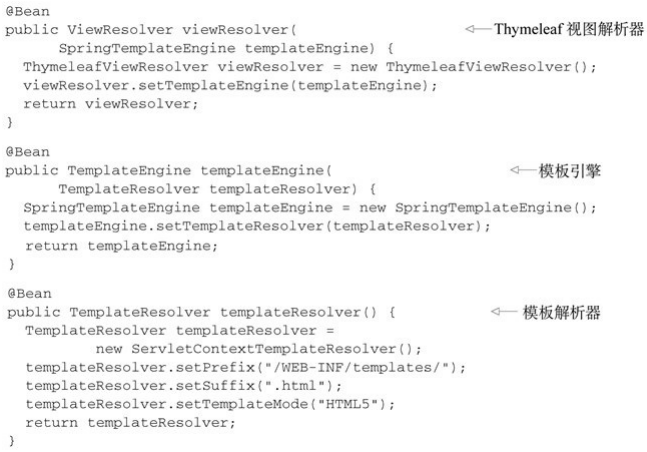 @Bean
public ViewResolver viewResolver( ◁—Thymeleaf 视图解析器
SpringTemplateEngine templateEngine) {
ThymeleafViewResolver viewResolver = new ThymeleafViewResolver();
viewResolver.setTemplateEngine(templateEngine);
return viewResolver;
}
@Bean
public TemplateEngine templateEngine( ◁—模板引擎
TemplateResolver templateResolver) {
SpringTemplateEngine templateEngine = new SpringTemplateEngine();
templateEngine.setTemplateResolver(templateResolver);
return templateEngine;
}
@Bean
public TemplateResolver templateResolver() { ◁— 模板解析器
TemplateResolver templateResolver =
new ServletContextTemplateResolver();
templateResolver.setPrefix("/WEB-INF/templates/");
templateResolver.setSuffix(".html");
templateResolver.setTemplateMode("HTML5");
return templateResolver;
}